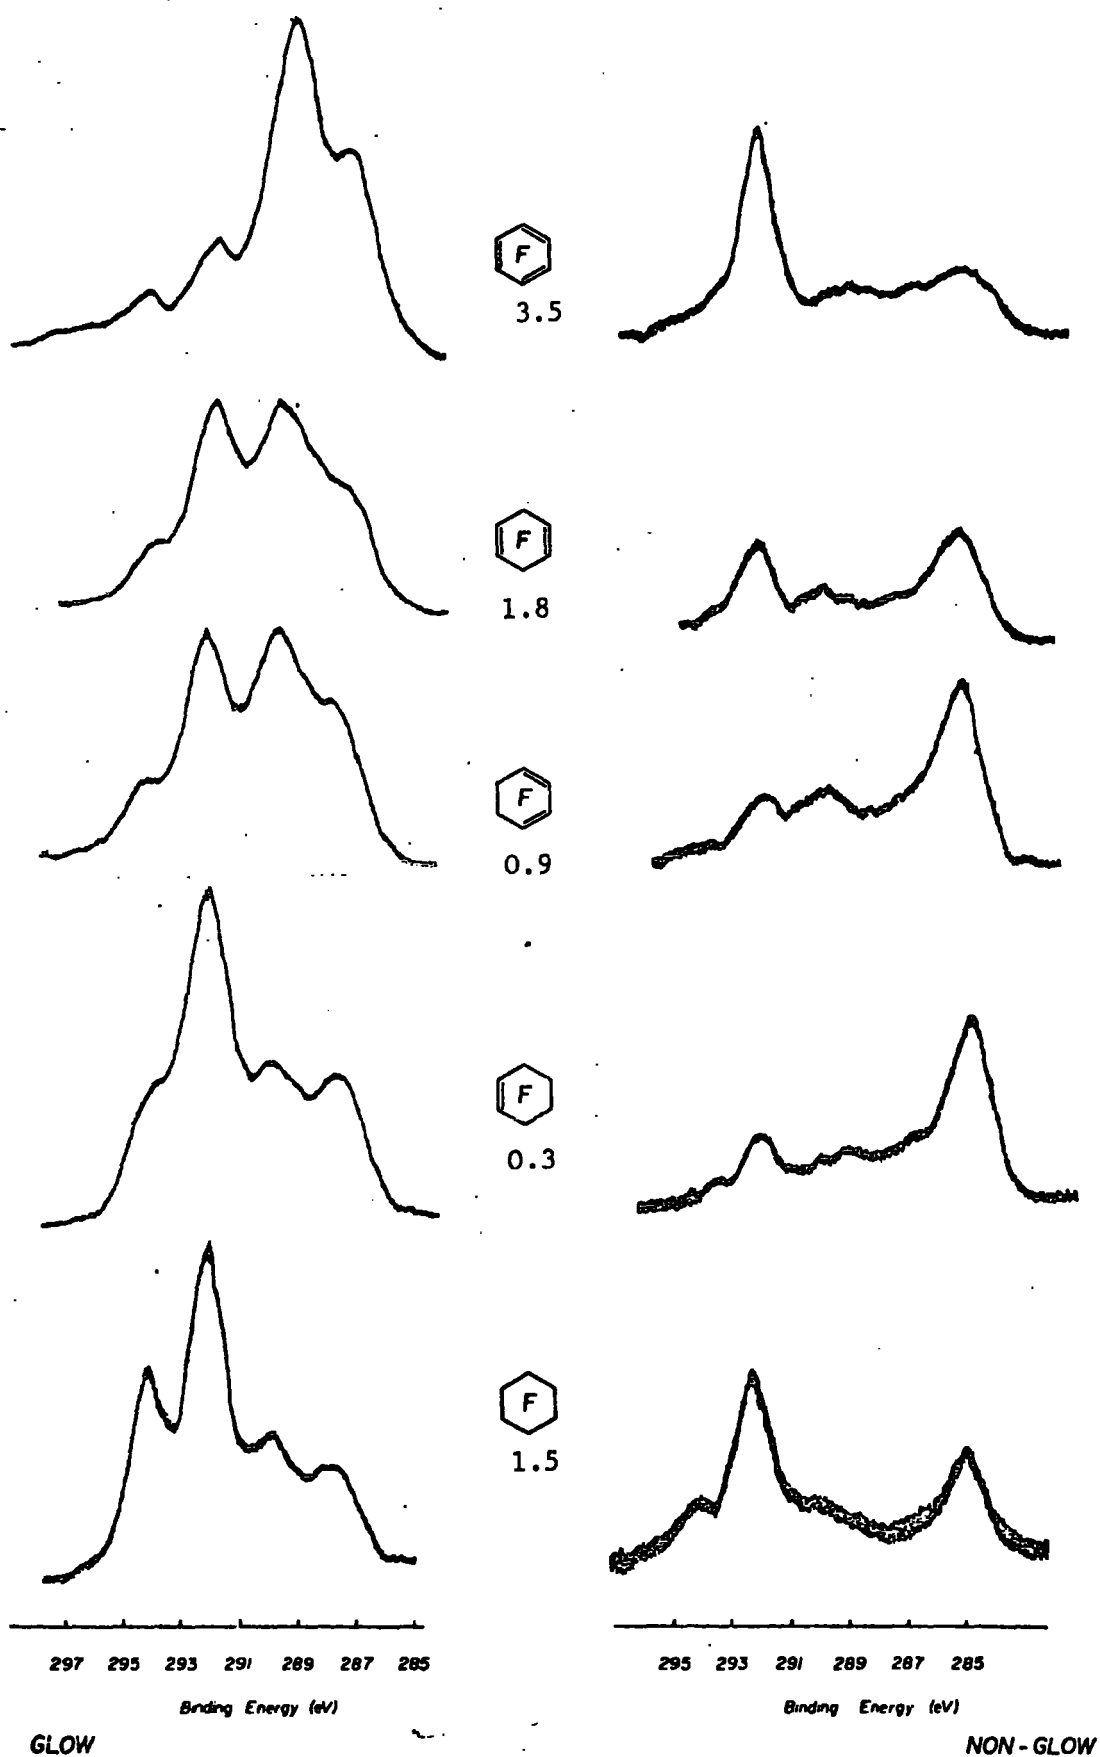 F
3.5
F
1.8
F
0.9
F
0.3
F
1.5
297 295 293 291 289 287 285
295 293 291 289 287 285
Binding Energy (eV)
Binding Energy (eV)
GLOW
NON - GLOW